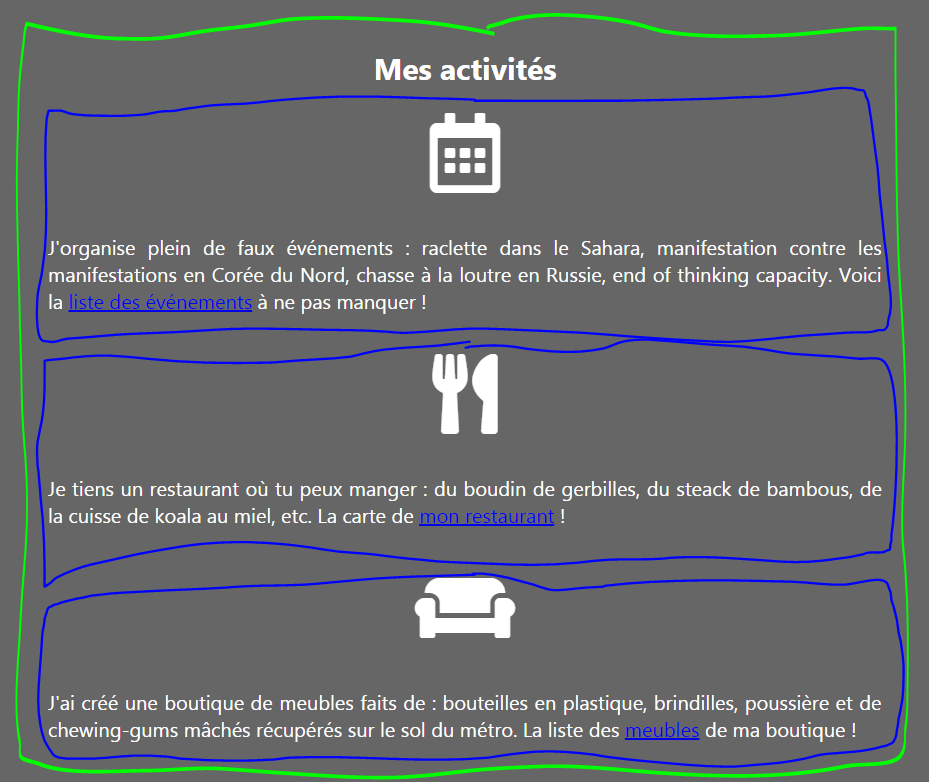 Mes activités
J'organise plein de faux événements : raclette dans le Sahara, manifestation contre les
manifestations en Corée du Nord, chasse à la loutre en Russie, end of thinking capacity. Voici
la liste des événements à ne pas manquer !
Je tiens un restaurant où tu peux manger : du boudin de gerbilles, du steack de bambous, de
la cuisse de koala au miel, etc. La carte de mon restaurant !
J'ai créé une boutique de meubles faits de : bouteilles en plastique, brindilles, poussière et de
chewing-gums mâchés récupérés sur le sol du métro. La liste des meubles de ma boutique !